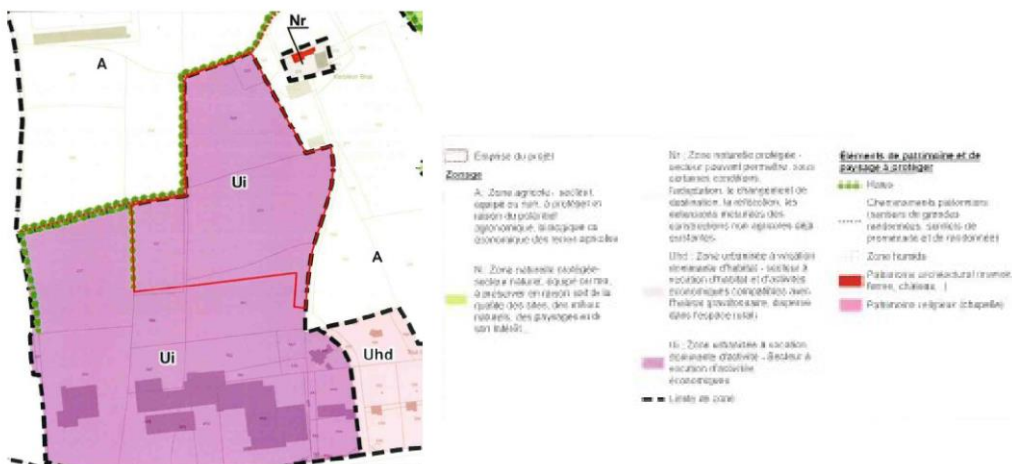 Nr
A
Ui
A
Ui
Uhd
Emprise du projet
Zonage
A : Zone agricole - secteur,
équipé ou non, à protéger en
raison du potentiel
agronomique, biologique ou
économique des terres agricoles
N : Zone naturelle protégée-
secteur naturel, équipé ou non,
à préserver en raison soit de la
qualité des sites, des milieux
naturels, des paysages et de
son intérêt
Nr : Zone naturelle protégée -
secteur pouvant permettre, sous
certaines conditions,
l'adaptation, le changement de
destination, la réfection, les
extensions mesurées des
constructions non agricoles déjà
existantes.
Uhd : Zone urbanisée à vocation
dominante d'habitat - secteur à
vocation d'habitat et d'activités
économiques compatibles avec
l'habitat
dans l'espace rural
Ui : Zone urbanisée à vocation
dominante d'activité - Secteur à
vocation d'activités
économiques
Limite de zone
Éléments de patrimoine et de
paysage à protéger
Haies
Cheminements piétonniers
(sentiers de grandes
randonnées, sentiers de
promenade et de randonnée)
Zone humide
Patrimoine architectural
ferme, château...)
Patrimoine religieux (chapelle)